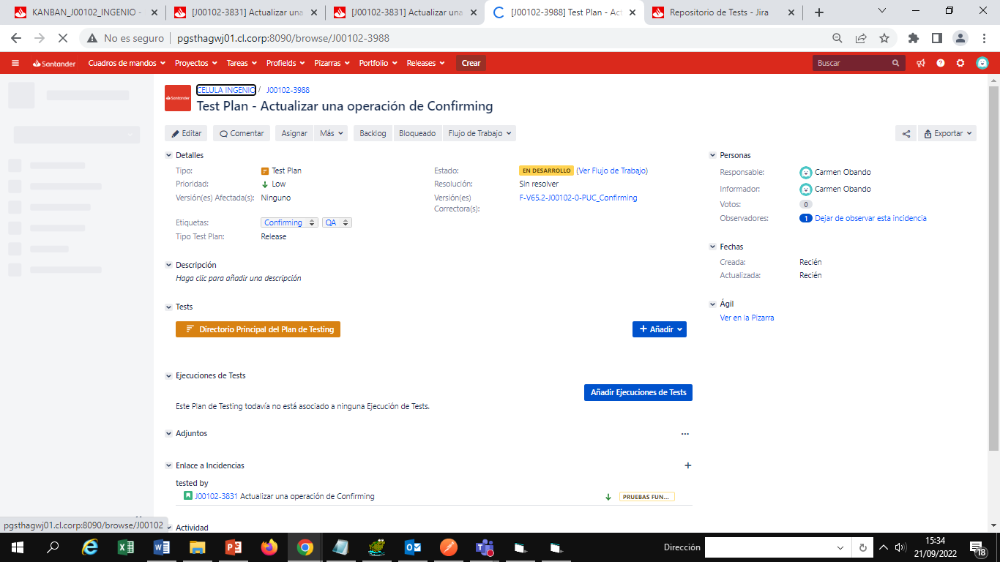 KANBAN_J00102_INGENIO -
[J00102-3831] Actualizar una
[J00102-3831] Actualizar una
[J00102-3988] Test Plan - Act
Repositorio de Tests - Jira
No es seguro
pgsthagwj01.cl.corp:8090/browse/J00102-3988
Santander
Cuadros de mandos
Proyectos
Tareas
Profields
Pizarras
Portfolio
Releases
Crear
Buscar
Santander
CELULA INGENIO / J00102-3988
Test Plan - Actualizar una operación de Confirming
Editar
Comentar
Asignar
Más
Backlog
Bloqueado
Flujo de Trabajo
Exportar
Detalles
Tipo: Test Plan
Estado: EN DESARROLLO (Ver Flujo de Trabajo)
Prioridad: Low
Resolución: Sin resolver
Versión(es) Afectada(s): Ninguno
Versión(es) Correctora(s): F-V65.2-J00102-0-PUC_Confirming
Etiquetas: Confirming QA
Tipo Test Plan: Release
Personas
Responsable: Carmen Obando
Informador: Carmen Obando
Votos: 0
Observadores: 1 Dejar de observar esta incidencia
Fechas
Creada: Recién
Actualizada: Recién
Ágil
Ver en la Pizarra
Descripción
Haga clic para añadir una descripción
Tests
Directorio Principal del Plan de Testing
+ Añadir
Ejecuciones de Tests
Añadir Ejecuciones de Tests
Este Plan de Testing todavía no está asociado a ninguna Ejecución de Tests.
Adjuntos
Enlace a Incidencias
tested by
J00102-3831 Actualizar una operación de Confirming
PRUEBAS FUN...
Actividad
pgsthagwj01.cl.corp:8090/browse/J00102
Dirección
15:34
21/09/2022
18